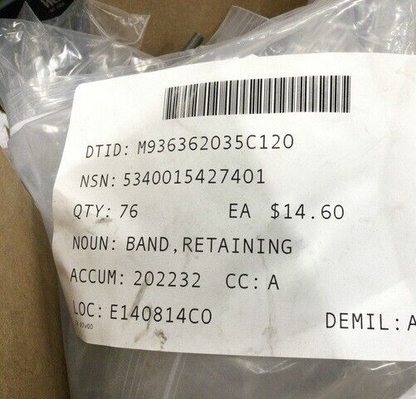 DTID: M936362035C120
NSN: 5340015427401
QTY: 76 EA $14.60
NOUN: BAND,RETAINING
ACCUM: 202232 CC: A
LOC: E140814C0
DEMIL: A